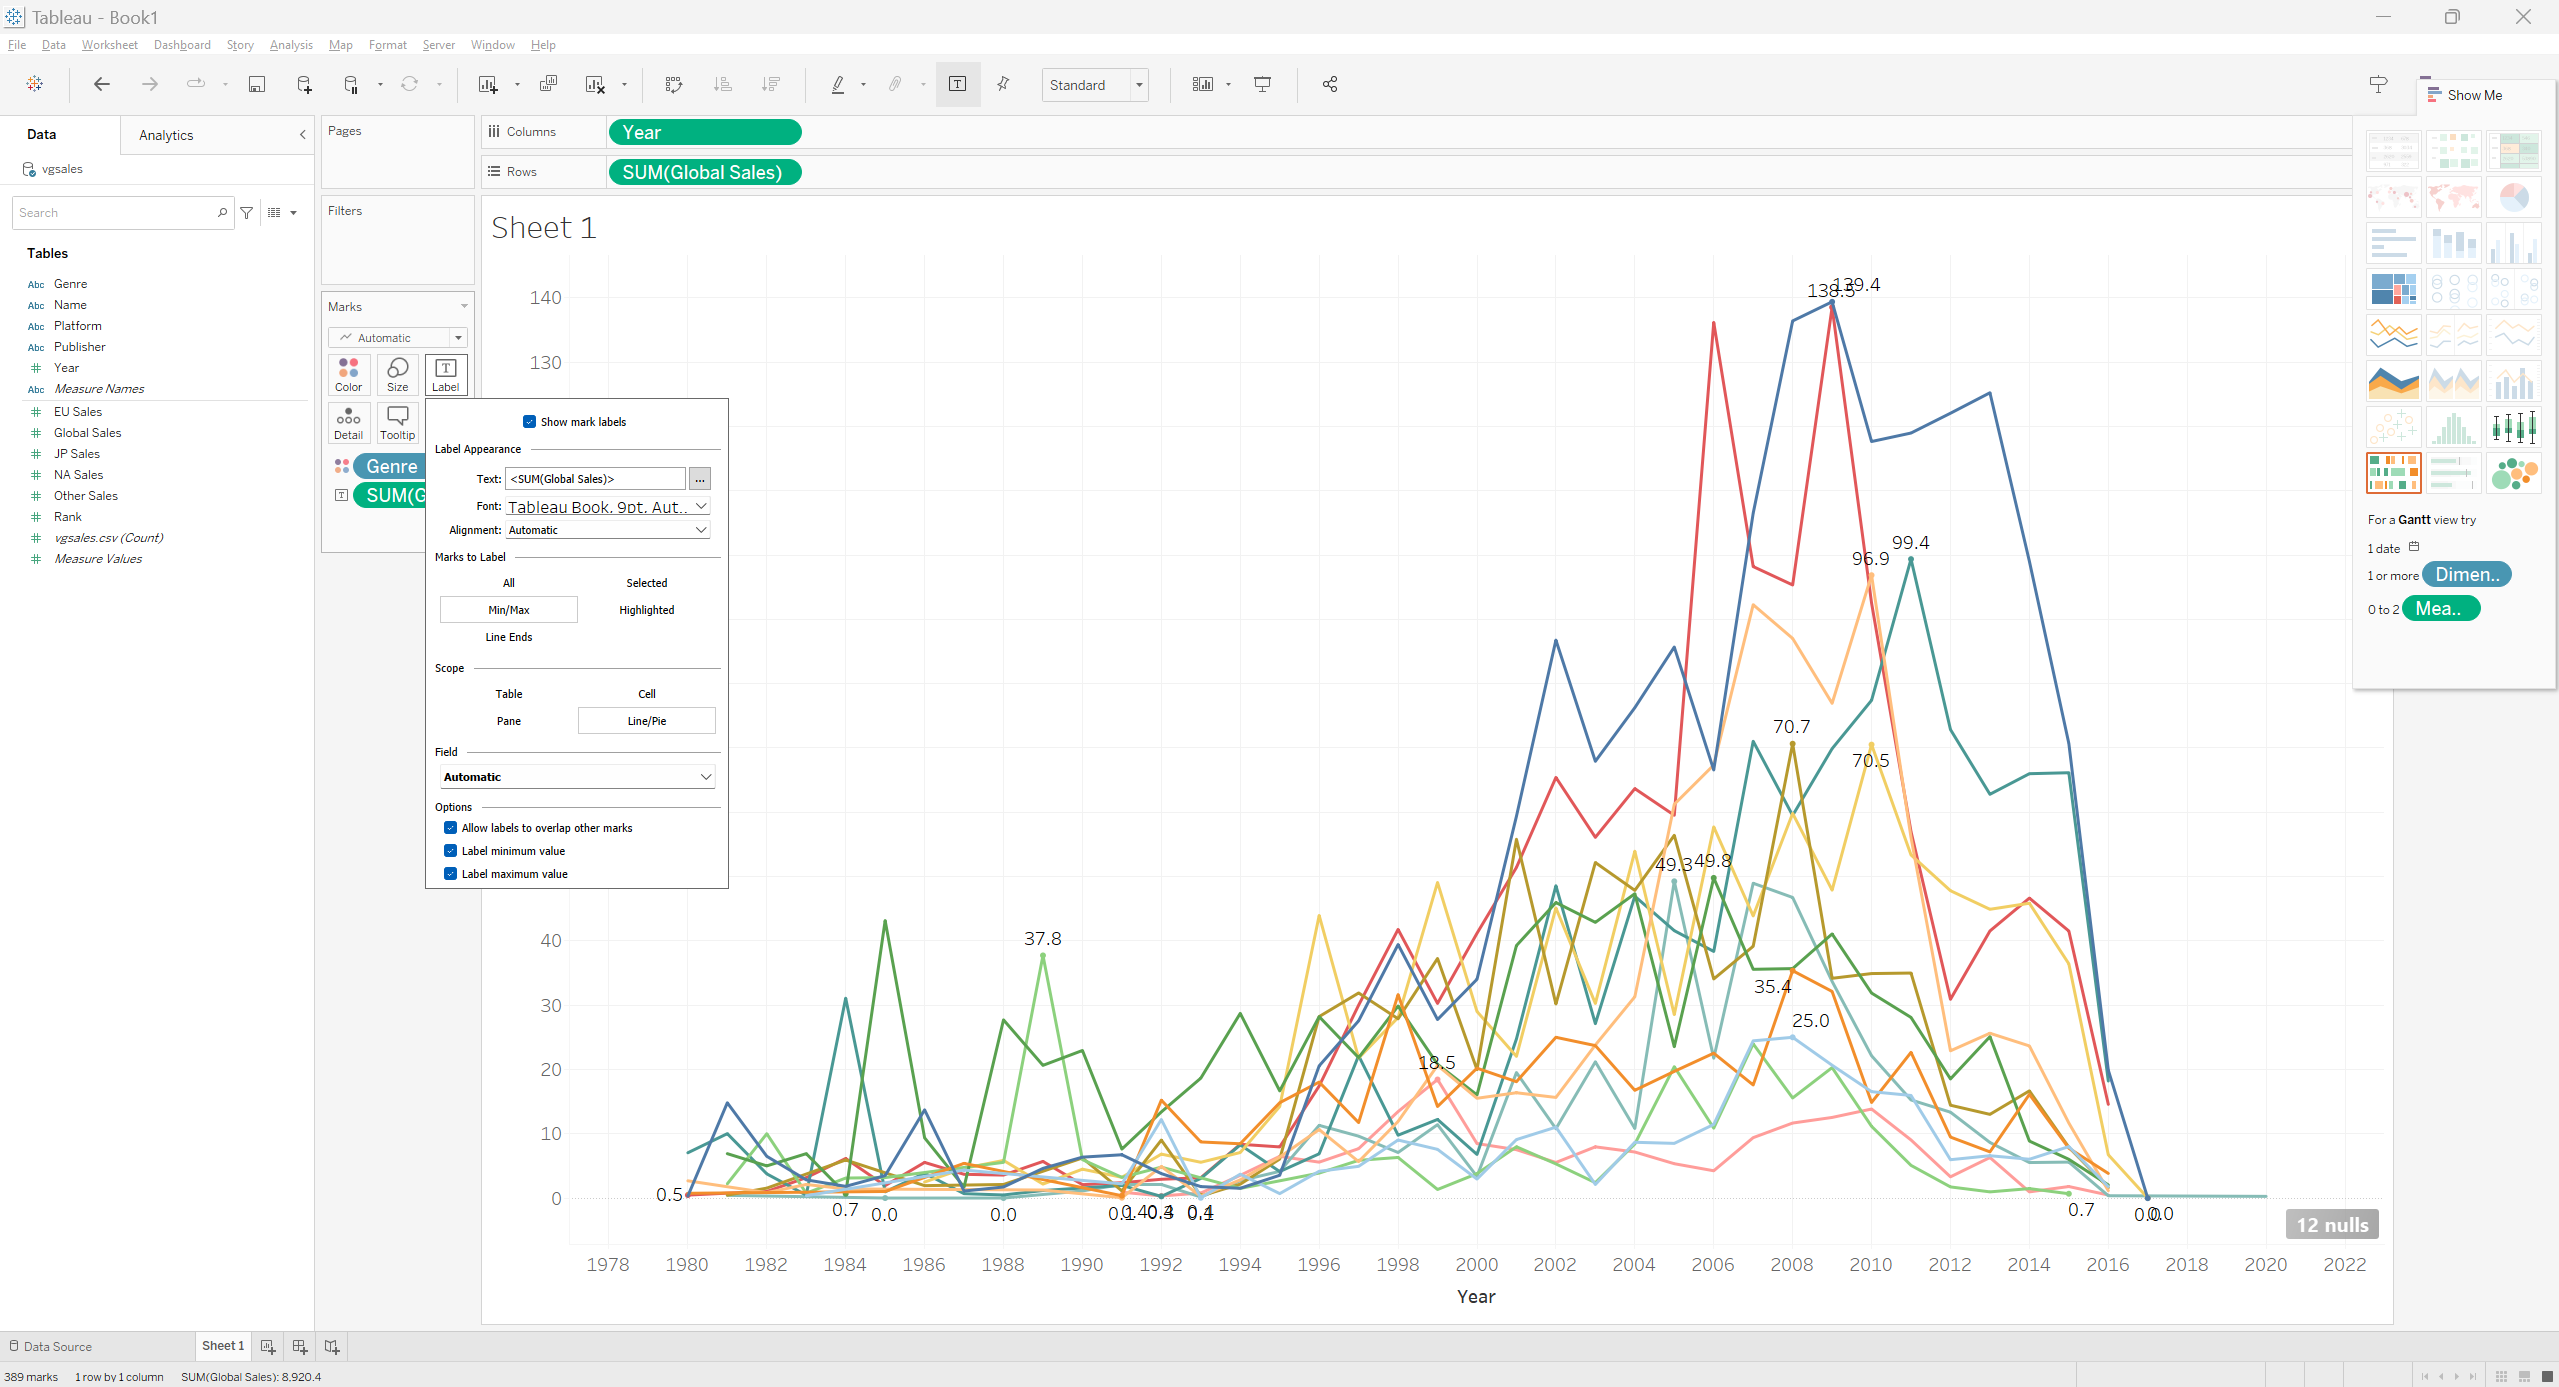 Tableau - Book1
File Data Worksheet Dashboard Story Analysis Map Format Server Window Help
Standard
Show Me
Data Analytics
vgsales
Search
Tables
Abc Genre
Abc Name
Abc Platform
Abc Publisher
Year
Abc Measure Names
EU Sales
Global Sales
JP Sales
NA Sales
Other Sales
Rank
vgsales.csv (Count)
Measure Values
Pages
Filters
Marks
Automatic
Color Size Label
Detail Tooltip
Genre
SUM(G
Columns Year
Rows SUM(Global Sales)
Show mark labels
Label Appearance
Text: <SUM(Global Sales)> ...
Font: Tableau Book, 9pt, Aut..
Alignment: Automatic
Marks to Label
All Selected
Min/Max Highlighted
Line Ends
Scope
Table Cell
Pane Line/Pie
Field
Automatic
Options
Allow labels to overlap other marks
Label minimum value
Label maximum value
Sheet 1
140
130
40
30
20
10
0
139.4
138.5
99.4
96.9
70.7
70.5
49.3
49.8
37.8
35.4
25.0
18.5
0.5
0.7
0.0
0.0
0.1
0.4
0.3
0.4
0.7
0.0
0.0
12 nulls
1978 1980 1982 1984 1986 1988 1990 1992 1994 1996 1998 2000 2002 2004 2006 2008 2010 2012 2014 2016 2018 2020 2022
Year
For a Gantt view try
1 date
1 or more Dimen..
0 to 2 Mea..
Data Source Sheet 1
389 marks 1 row by 1 column SUM(Global Sales): 8,920.4